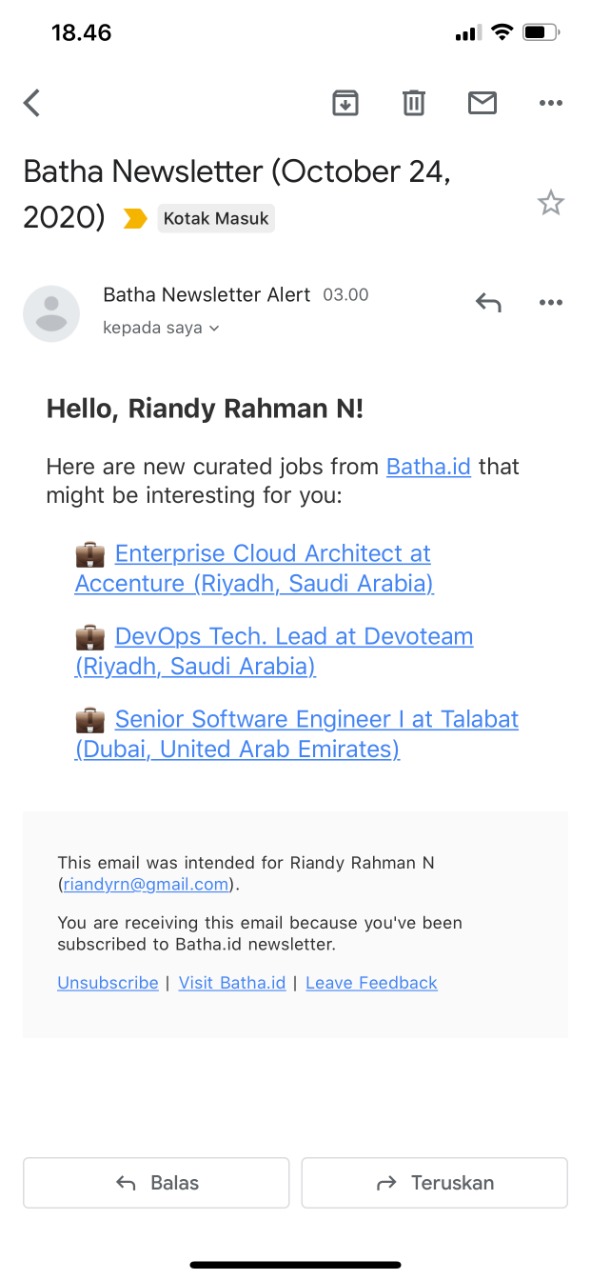 18.46
Batha Newsletter (October 24,
2020) Kotak Masuk
Batha Newsletter Alert 03.00
kepada saya
Hello, Riandy Rahman N!
Here are new curated jobs from Batha.id that
might be interesting for you:
Enterprise Cloud Architect at
Accenture (Riyadh, Saudi Arabia)
DevOps Tech. Lead at Devoteam
(Riyadh, Saudi Arabia)
Senior Software Engineer I at Talabat
(Dubai, United Arab Emirates)
This email was intended for Riandy Rahman N
(riandyrn@gmail.com).
You are receiving this email because you've been
subscribed to Batha.id newsletter.
Unsubscribe | Visit Batha.id | Leave Feedback
Balas Teruskan